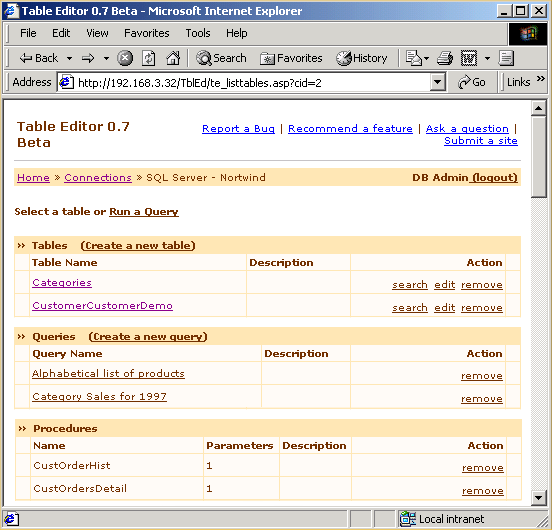 Table Editor 0.7 Beta - Microsoft Internet Explorer
File Edit View Favorites Tools Help
Back Search Favorites History
Address http://192.168.3.32/TblEd/te_listtables.asp?cid=2 Go Links »
Table Editor 0.7 Beta
Report a Bug | Recommend a feature | Ask a question |
Submit a site
Home » Connections » SQL Server - Nortwind DB Admin (logout)
Select a table or Run a Query
» Tables (Create a new table)
Table Name Description Action
Categories search edit remove
CustomerCustomerDemo search edit remove
» Queries (Create a new query)
Query Name Description Action
Alphabetical list of products remove
Category Sales for 1997 remove
» Procedures
Name Parameters Description Action
CustOrderHist 1 remove
CustOrdersDetail 1 remove
Local intranet